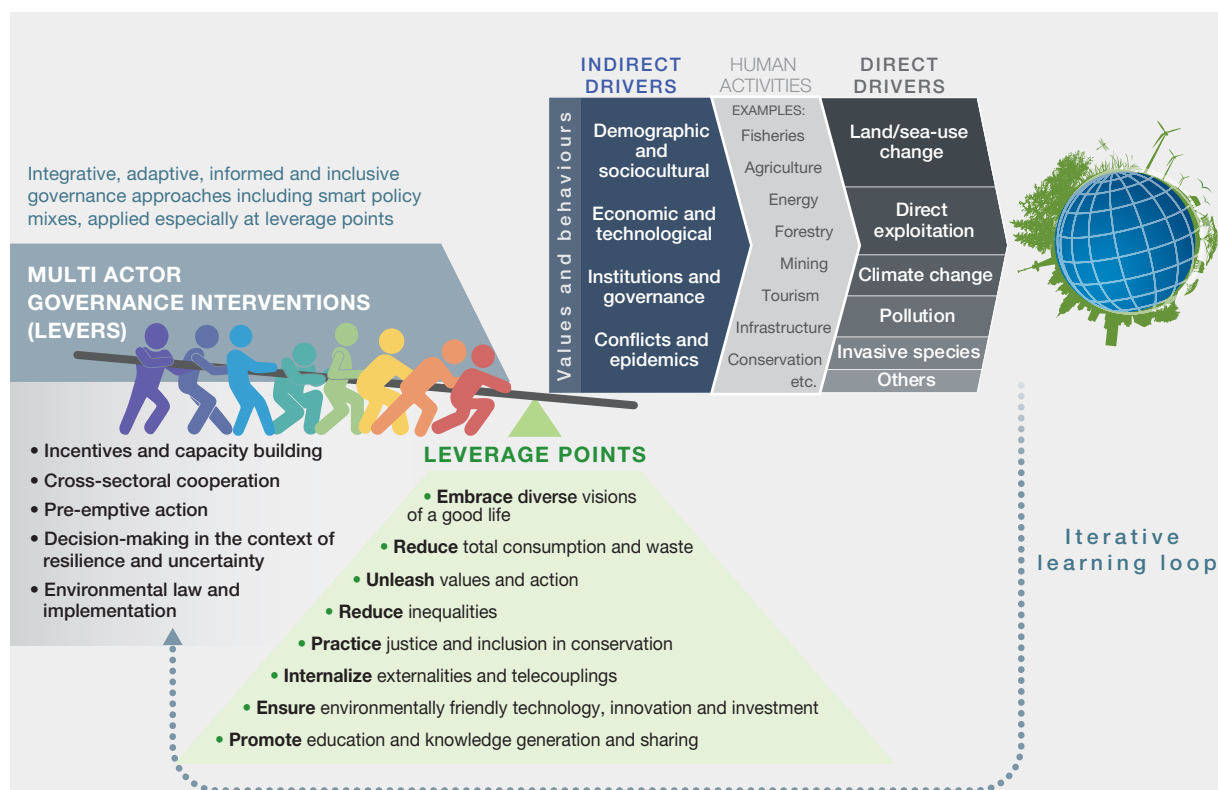 Integrative, adaptive, informed and inclusive
governance approaches including smart policy
mixes, applied especially at leverage points
MULTI ACTOR
GOVERNANCE INTERVENTIONS
(LEVERS)
• Incentives and capacity building
• Cross-sectoral cooperation
• Pre-emptive action
• Decision-making in the context of
resilience and uncertainty
• Environmental law and
implementation
INDIRECT
DRIVERS
Values and behaviours
Demographic
and
sociocultural
Economic and
technological
Institutions and
governance
Conflicts and
epidemics
HUMAN
ACTIVITIES
EXAMPLES:
Fisheries
Agriculture
Energy
Forestry
Mining
Tourism
Infrastructure
Conservation
etc.
DIRECT
DRIVERS
Land/sea-use
change
Direct
exploitation
Climate change
Pollution
Invasive species
Others
LEVERAGE POINTS
• Embrace diverse visions
of a good life
• Reduce total consumption and waste
• Unleash values and action
• Reduce inequalities
• Practice justice and inclusion in conservation
• Internalize externalities and telecouplings
• Ensure environmentally friendly technology, innovation and investment
• Promote education and knowledge generation and sharing
Iterative
learning loop